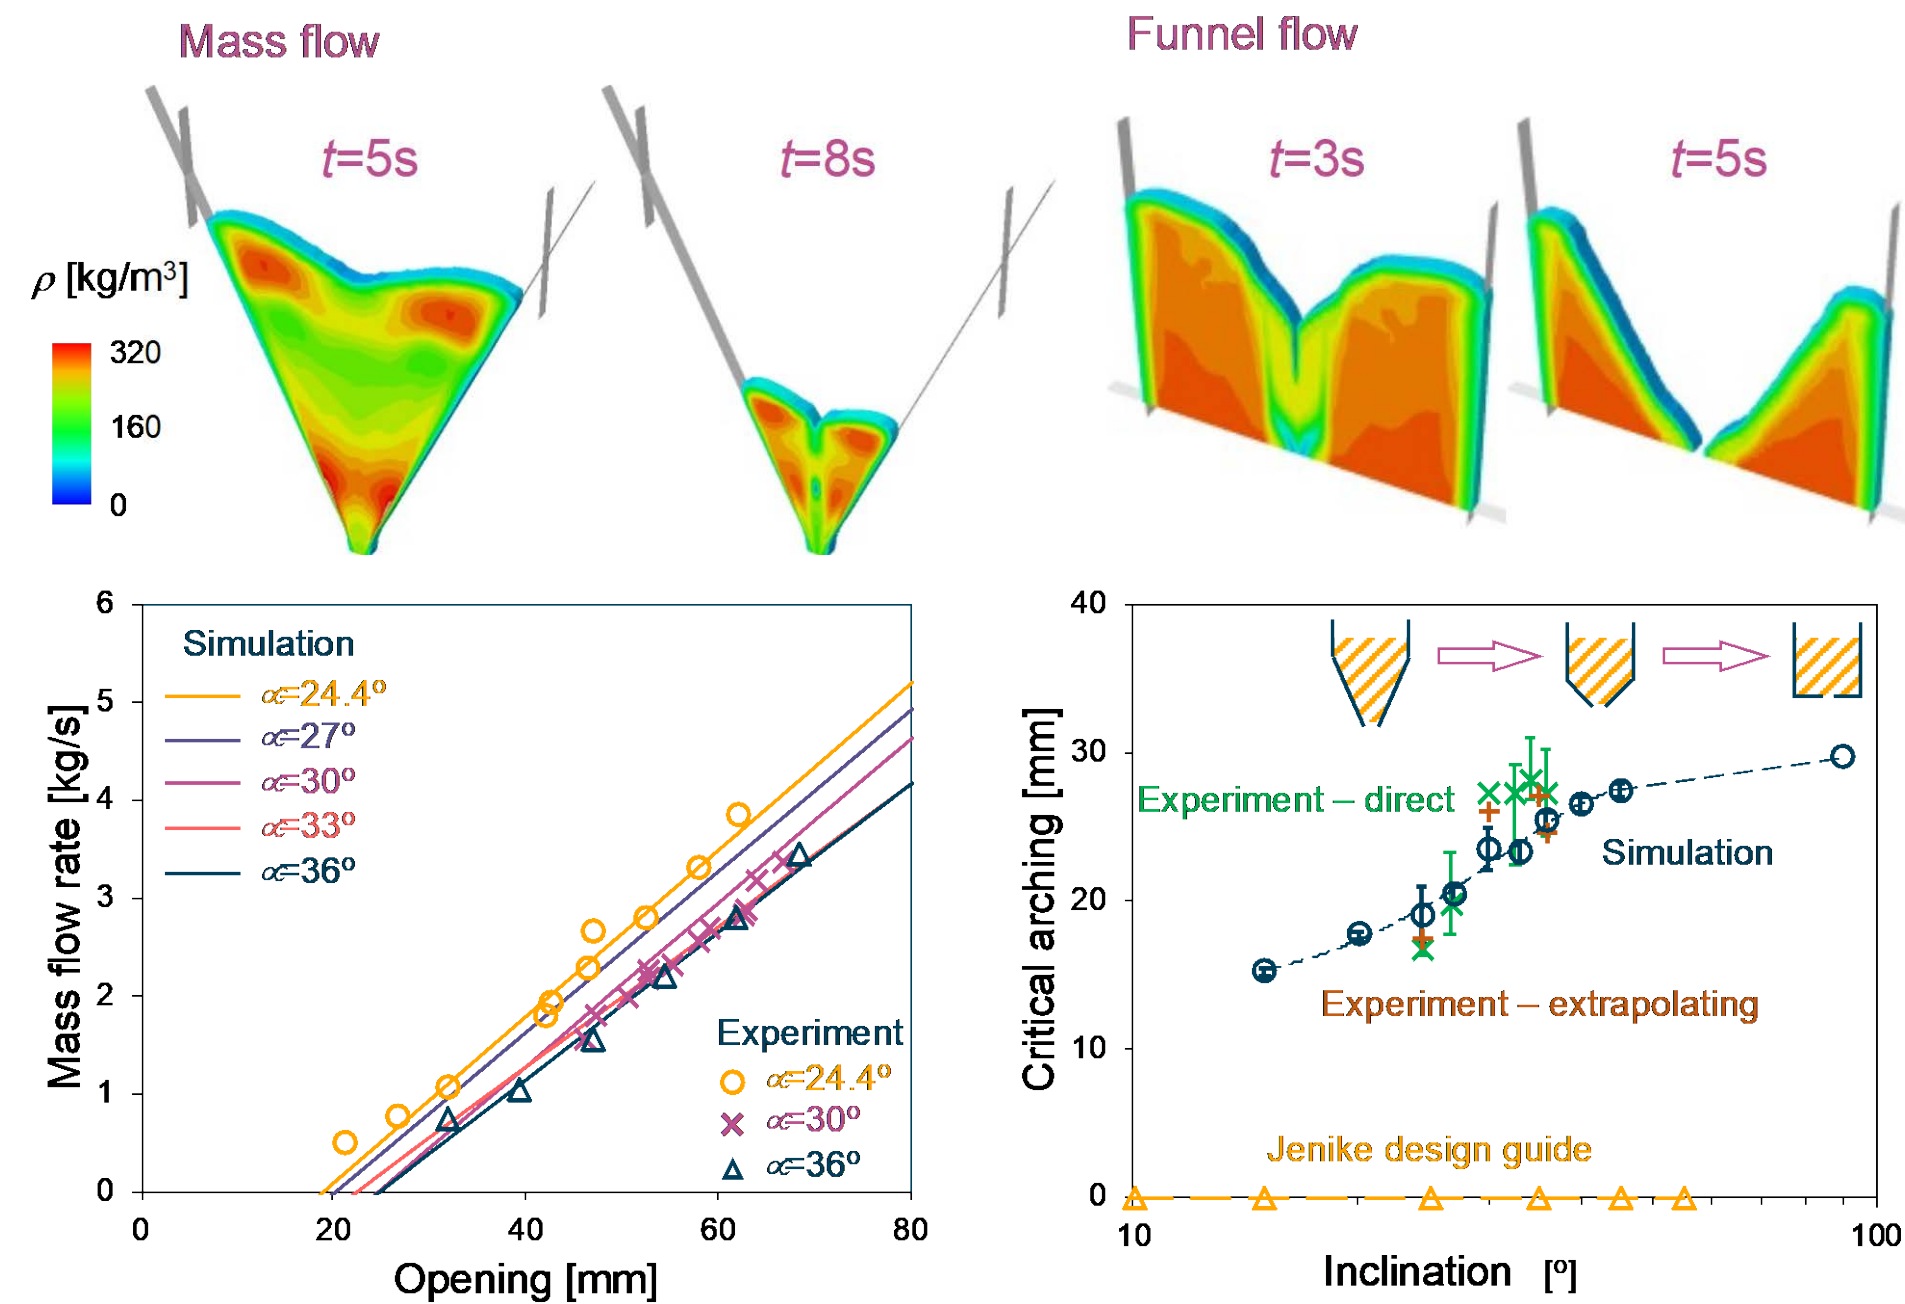 Mass flow
Funnel flow
t=5s
t=8s
t=3s
t=5s
ρ [kg/m³]
320
160
0
Mass flow rate [kg/s]
6
5
4
3
2
1
0
Simulation
∝=24.4º
∝=27º
∝=30º
∝=33º
∝=36º
Experiment
∝=24.4º
∝=30º
∝=36º
0
20
40
60
80
Opening [mm]
Critical arching [mm]
40
30
20
10
0
Experiment – direct
Simulation
Experiment – extrapolating
Jenike design guide
10
100
Inclination [º]